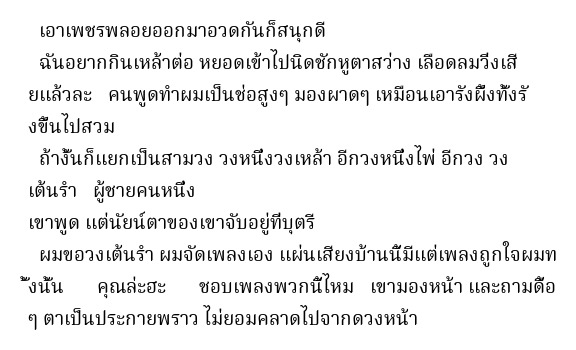 เอาเพชรพลอยออกมาอวดกันก็สนุกดี
ฉันอยากกินเหล้าต่อ หยอดเข้าไปนิดชักหูตาสว่าง เลือดลมวิ่งเสี
ยแล้วละ คนพูดทำผมเป็นช่อสูงๆ มองผาดๆ เหมือนเอารังผึ้งทั้งรั
งขึ้นไปสวม
ถ้างั้นก็แยกเป็นสามวง วงหนึ่งวงเหล้า อีกวงหนึ่งไพ่ อีกวง วง
เต้นรำ ผู้ชายคนหนึ่ง
เขาพูด แต่นัยน์ตาของเขาจับอยู่ที่บุตรี
ผมขอวงเต้นรำ ผมจัดเพลงเอง แผ่นเสียงบ้านนี้มีแต่เพลงถูกใจผมท
ั้งนั้น คุณล่ะฮะ ชอบเพลงพวกนี้ไหม เขามองหน้า และถามดื้อ
ๆ ตาเป็นประกายพราว ไม่ยอมคลาดไปจากดวงหน้า